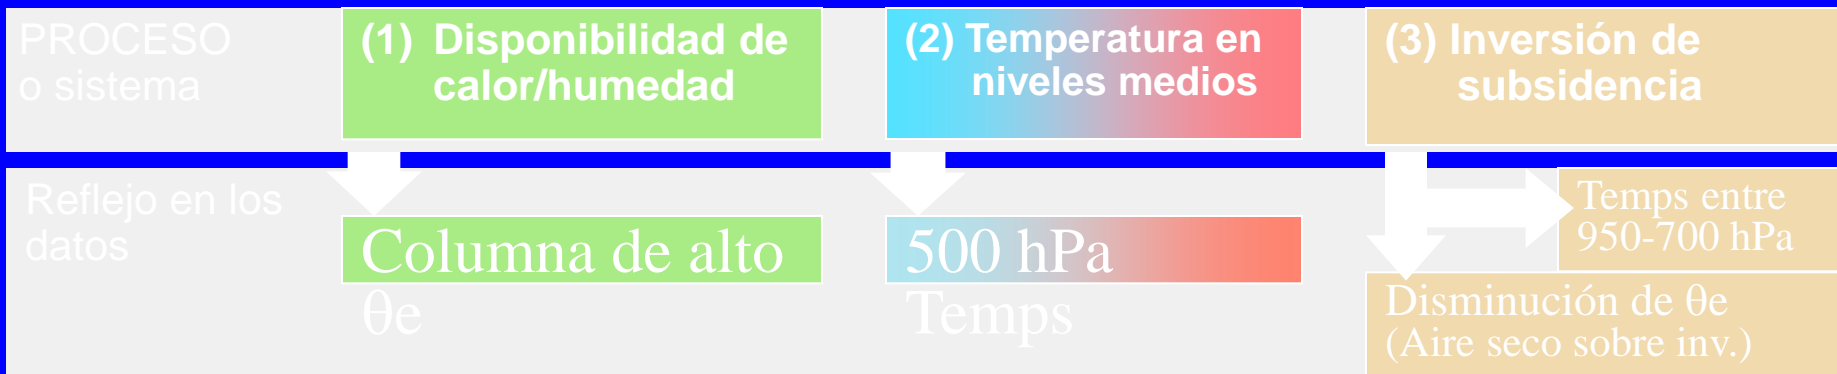 PROCESO
o sistema
(1) Disponibilidad de
calor/humedad
(2) Temperatura en
niveles medios
(3) Inversión de
subsidencia
Reflejo en los
datos
Columna de alto
θe
500 hPa
Temps
Temps entre
950-700 hPa
Disminución de θe
(Aire seco sobre inv.)